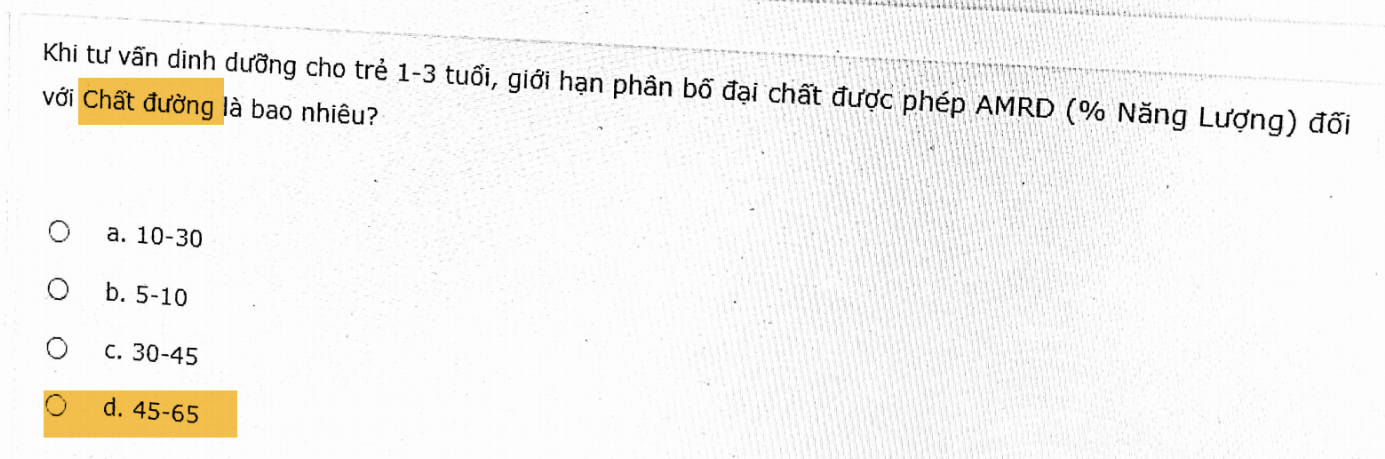 Khi tư vấn dinh dưỡng cho trẻ 1-3 tuổi, giới hạn phân bố đại chất được phép AMRD (% Năng Lượng) đối
với Chất đường là bao nhiêu?
a. 10-30
b. 5-10
c. 30-45
d. 45-65